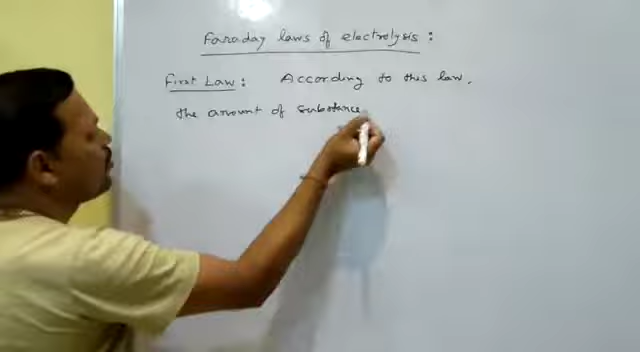 Faraday laws of electrolysis :
First Law : According to this law,
the amount of substance